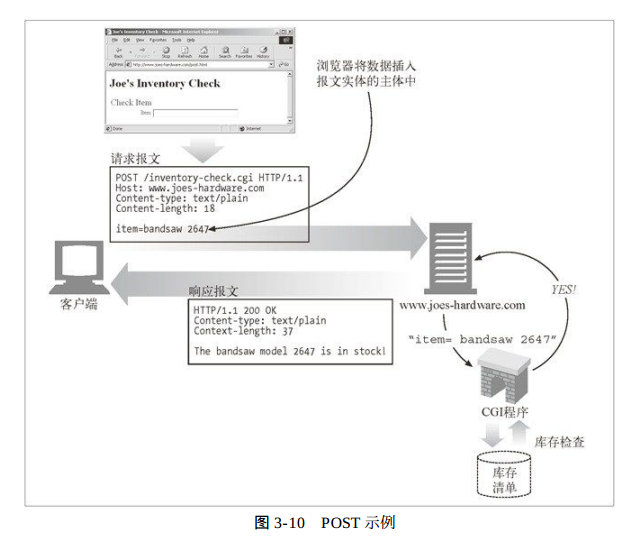 Joe's Inventory Check - Microsoft Internet Explorer
File Edit View Favorites Tools Help
Back Stop Refresh Home Search Favorites History
Address http://www.joes-hardware.com/post.html
Joe's Inventory Check
Check Item
Item:
Done Internet
浏览器将数据插入
报文实体的主体中
请求报文
POST /inventory-check.cgi HTTP/1.1
Host: www.joes-hardware.com
Content-type: text/plain
Content-length: 18
item=bandsaw 2647
客户端
响应报文
HTTP/1.1 200 OK
Content-type: text/plain
Context-length: 37
The bandsaw model 2647 is in stock!
www.joes-hardware.com
YES!
"item= bandsaw 2647"
CGI程序
库存检查
库存
清单
图 3-10 POST 示例